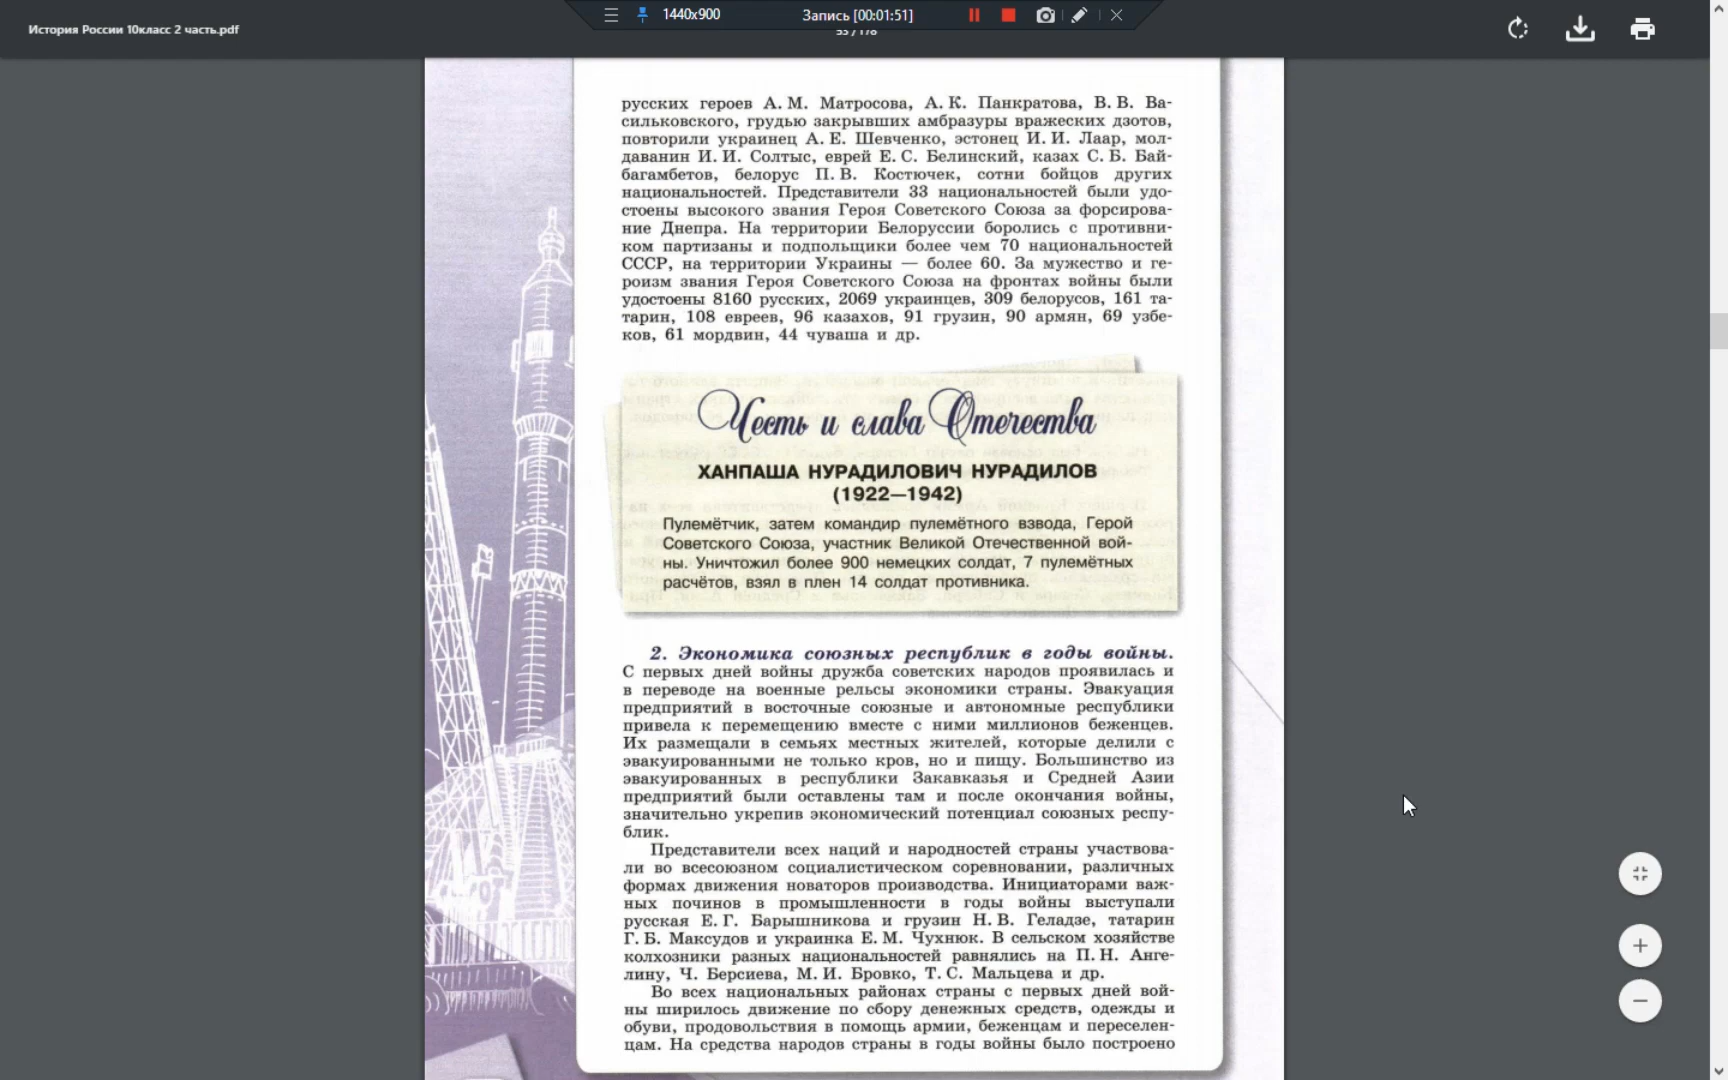 1440x900
Запись [00:01:51]
История России 10класс 2 часть.pdf
53 / 178
русских героев А. М. Матросова, А. К. Панкратова, В. В. Ва-
сильковского, грудью закрывших амбразуры вражеских дзотов,
повторили украинец А. Е. Шевченко, эстонец И. И. Лаар, мол-
даванин И. И. Солтыс, еврей Е. С. Белинский, казах С. Б. Бай-
багамбетов, белорус П. В. Костючек, сотни бойцов других
национальностей. Представители 33 национальностей были удо-
стоены высокого звания Героя Советского Союза за форсирова-
ние Днепра. На территории Белоруссии боролись с противни-
ком партизаны и подпольщики более чем 70 национальностей
СССР, на территории Украины — более 60. За мужество и ге-
роизм звания Героя Советского Союза на фронтах войны были
удостоены 8160 русских, 2069 украинцев, 309 белорусов, 161 та-
тарин, 108 евреев, 96 казахов, 91 грузин, 90 армян, 69 узбе-
ков, 61 мордвин, 44 чуваша и др.
Честь и слава Отечества
ХАНПАША НУРАДИЛОВИЧ НУРАДИЛОВ
(1922—1942)
Пулемётчик, затем командир пулемётного взвода, Герой
Советского Союза, участник Великой Отечественной вой-
ны. Уничтожил более 900 немецких солдат, 7 пулемётных
расчётов, взял в плен 14 солдат противника.
2. Экономика союзных республик в годы войны.
С первых дней войны дружба советских народов проявилась и
в переводе на военные рельсы экономики страны. Эвакуация
предприятий в восточные союзные и автономные республики
привела к перемещению вместе с ними миллионов беженцев.
Их размещали в семьях местных жителей, которые делили с
эвакуированными не только кров, но и пищу. Большинство из
эвакуированных в республики Закавказья и Средней Азии
предприятий были оставлены там и после окончания войны,
значительно укрепив экономический потенциал союзных респу-
блик.
Представители всех наций и народностей страны участвова-
ли во всесоюзном социалистическом соревновании, различных
формах движения новаторов производства. Инициаторами важ-
ных починов в промышленности в годы войны выступали
русская Е. Г. Барышникова и грузин Н. В. Геладзе, татарин
Г. Б. Максудов и украинка Е. М. Чухнюк. В сельском хозяйстве
колхозники разных национальностей равнялись на П. Н. Анге-
лину, Ч. Берсиева, М. И. Бровко, Т. С. Мальцева и др.
Во всех национальных районах страны с первых дней вой-
ны ширилось движение по сбору денежных средств, одежды и
обуви, продовольствия в помощь армии, беженцам и переселен-
цам. На средства народов страны в годы войны было построено